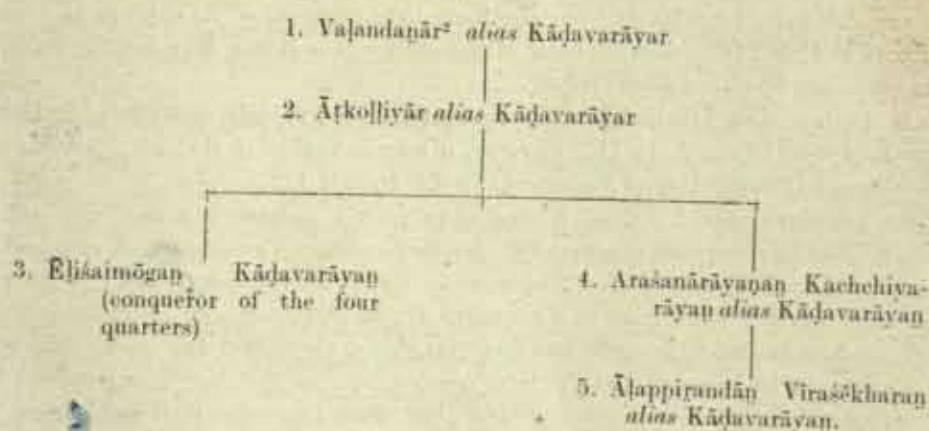 1. Vaḷandaṉār² alias Kāḍavarāyar
2. Āṭkoḷḷiyār alias Kāḍavarāyar
3. Ēḷiśaimōgaṉ Kāḍavarāyaṉ
(conqueror of the four
quarters)
4. Araśanārāyaṇaṉ Kachchiya-
rāyaṉ alias Kāḍavarāyaṉ
5. Āḷappiṟandāṉ Vīraśēkharaṉ
alias Kāḍavarāyaṉ.